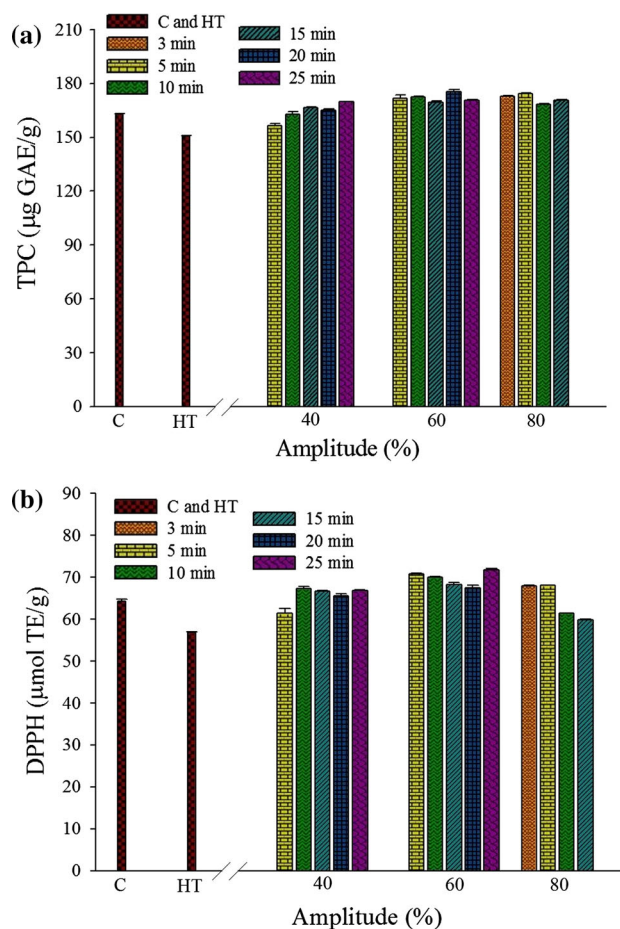 (a)
C and HT
3 min
5 min
10 min
15 min
20 min
25 min
TPC (µg GAE/g)
210
180
150
120
90
60
30
0
C HT 40 60 80
Amplitude (%)
(b)
C and HT
3 min
5 min
10 min
15 min
20 min
25 min
DPPH (µmol TE/g)
90
80
70
60
50
40
30
20
10
0
C HT 40 60 80
Amplitude (%)